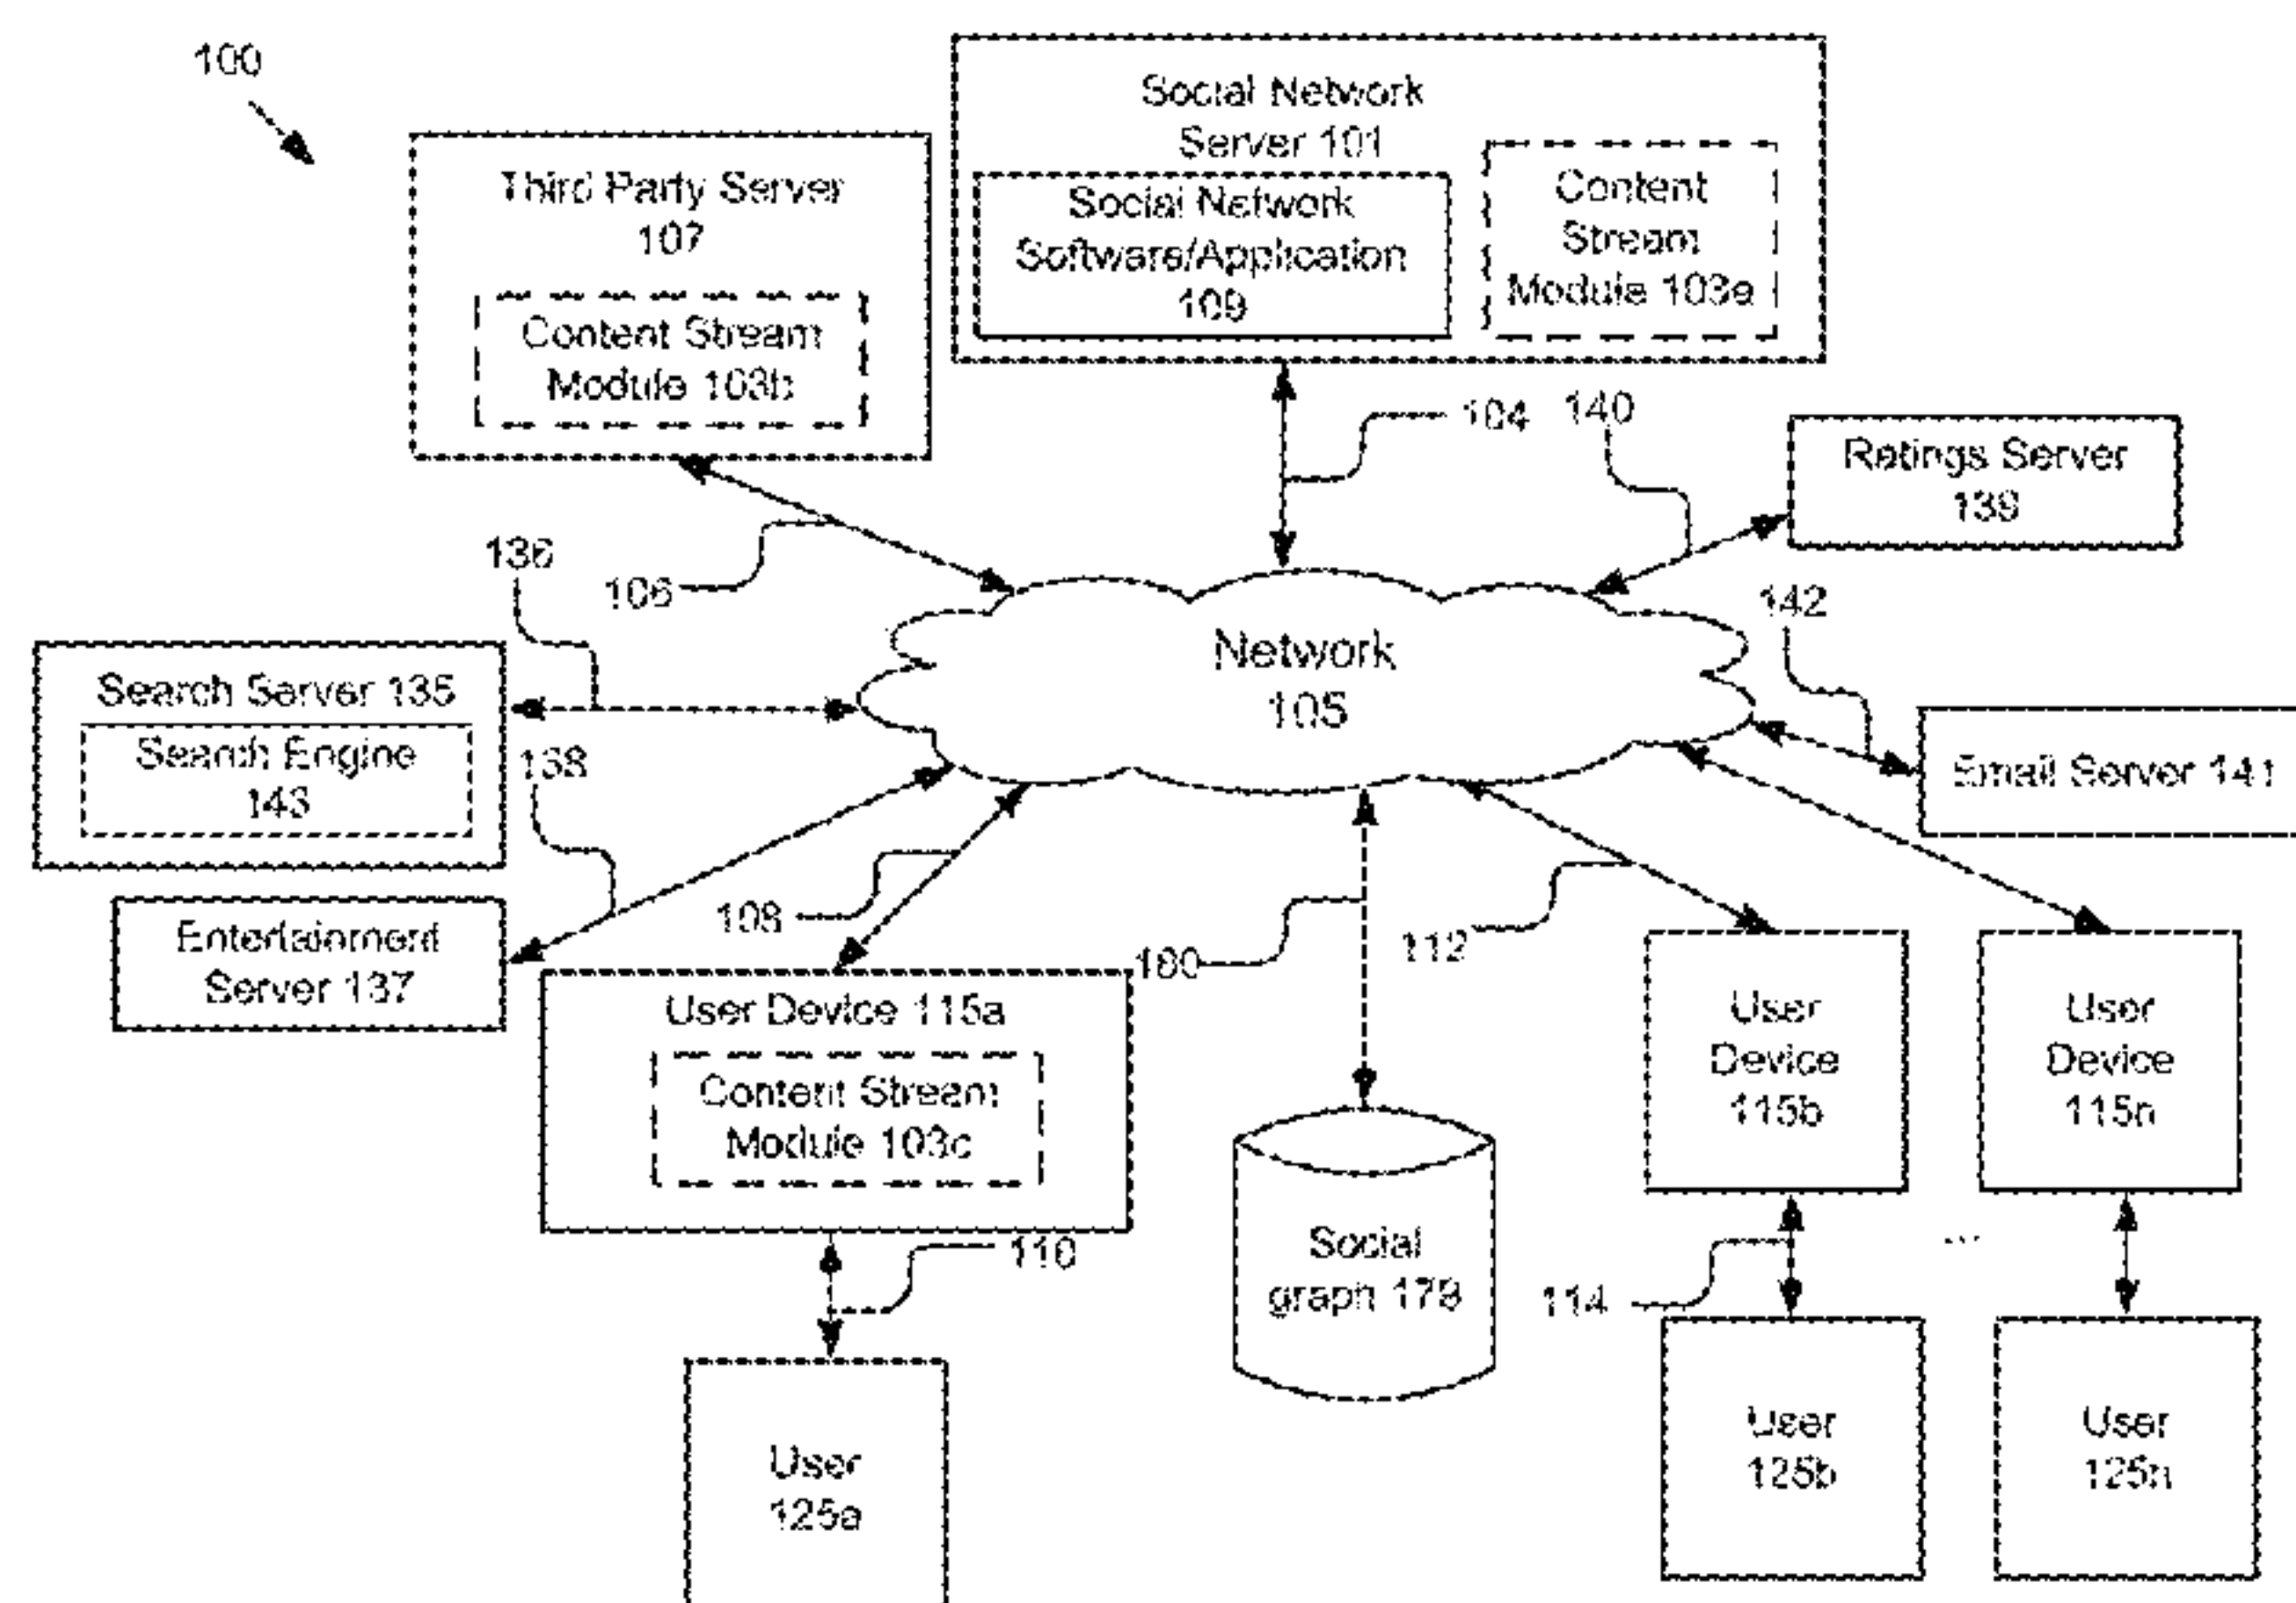 100
Social Network
Server 101
Social Network
Software/Application
109
Content
Stream
Module 103a
Third Party Server
107
Content Stream
Module 103b
104
140
Ratings Server
139
106
136
142
Network
105
Search Server 135
Search Engine
143
138
Email Server 141
Entertainment
Server 137
108
180
112
User Device 115a
Content Stream
Module 103c
User
Device
115b
User
Device
115n
110
Social
graph 179
114
...
User
125a
User
125b
User
125n